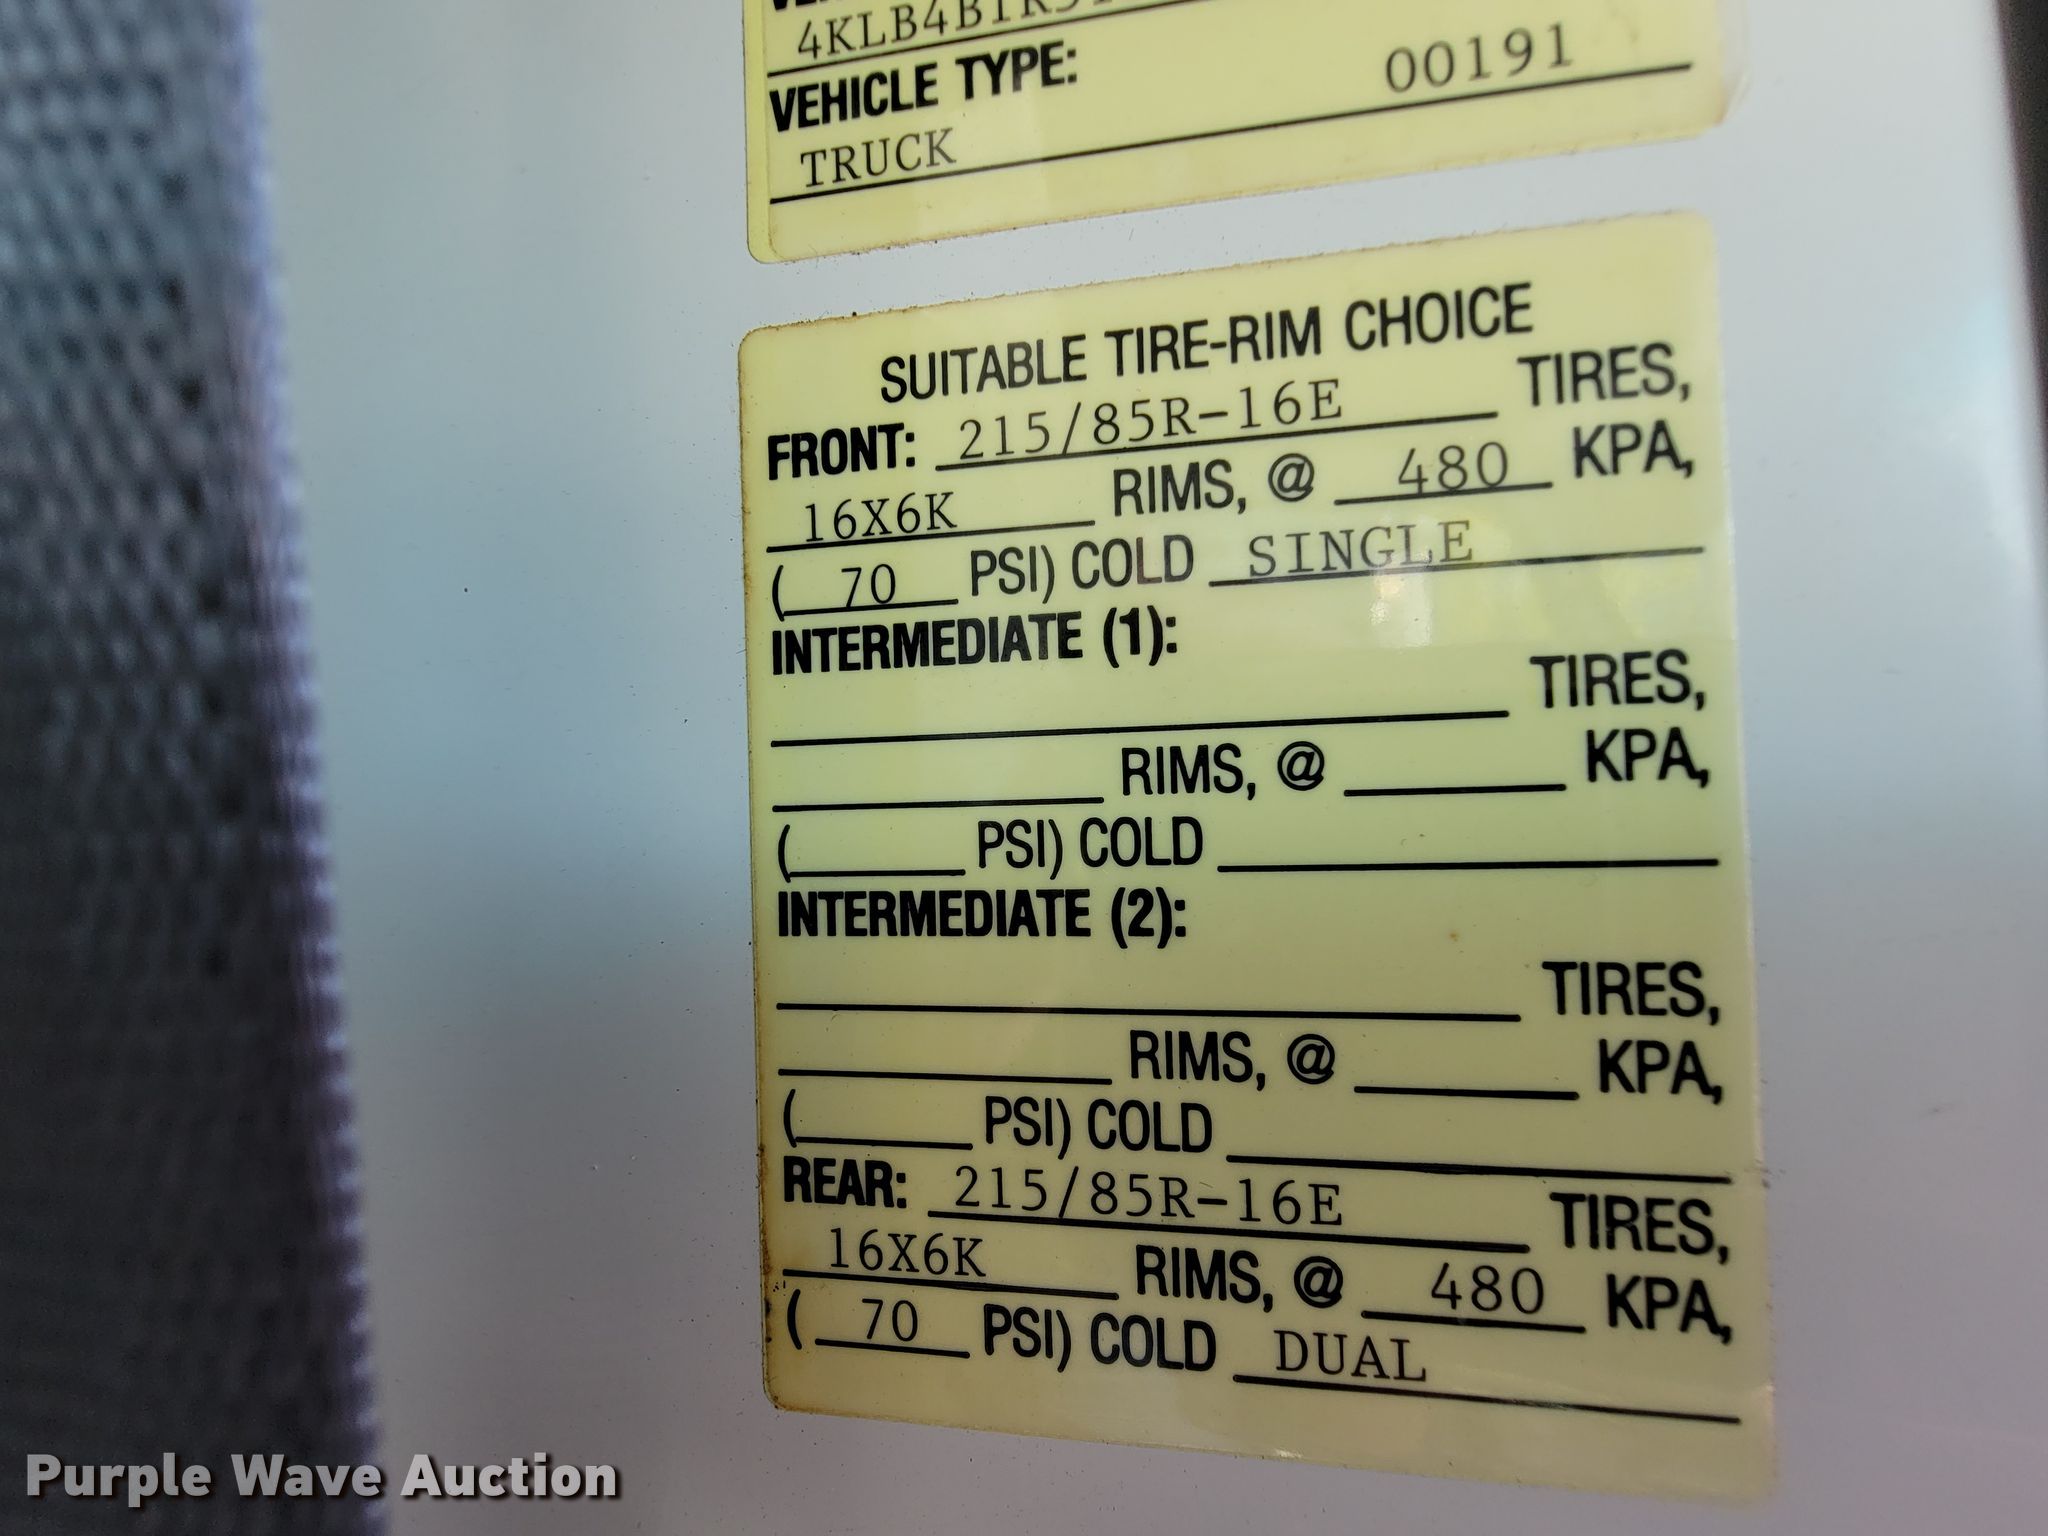 VEHICLE TYPE: 00191
TRUCK
SUITABLE TIRE-RIM CHOICE
FRONT: 215/85R-16E TIRES,
16X6K RIMS, @ 480 KPA,
( 70 PSI) COLD SINGLE
INTERMEDIATE (1):
TIRES,
RIMS, @ KPA,
( PSI) COLD
INTERMEDIATE (2):
TIRES,
RIMS, @ KPA,
( PSI) COLD
REAR: 215/85R-16E TIRES,
16X6K RIMS, @ 480 KPA,
( 70 PSI) COLD DUAL
Purple Wave Auction